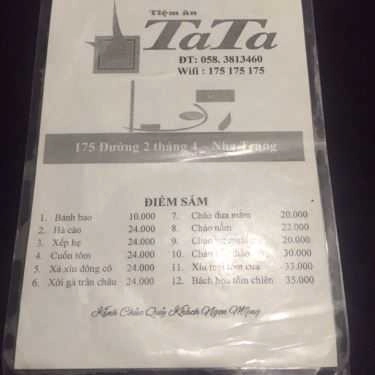 Tiệm ăn
TaTa
ĐT: 058. 3813460
Wifi : 175 175 175
175 Đường 2 tháng 4 - Nha Trang
ĐIỂM SẤM
1. Bánh bao 10.000
2. Há cảo 24.000
3. Xếp hẹ 24.000
4. Cuốn tôm 24.000
5. Xá xíu đông cô 24.000
6. Xôi gà trân châu 24.000
7. Cháo dưa mắm 20.000
8. Cháo nấm 22.000
9. Cháo 20.000
10. 30.000
11. Xíu mại tôm cua 33.000
12. Bách hoa tôm chiên 35.000
Kính Chúc Quý Khách Ngon Miệng